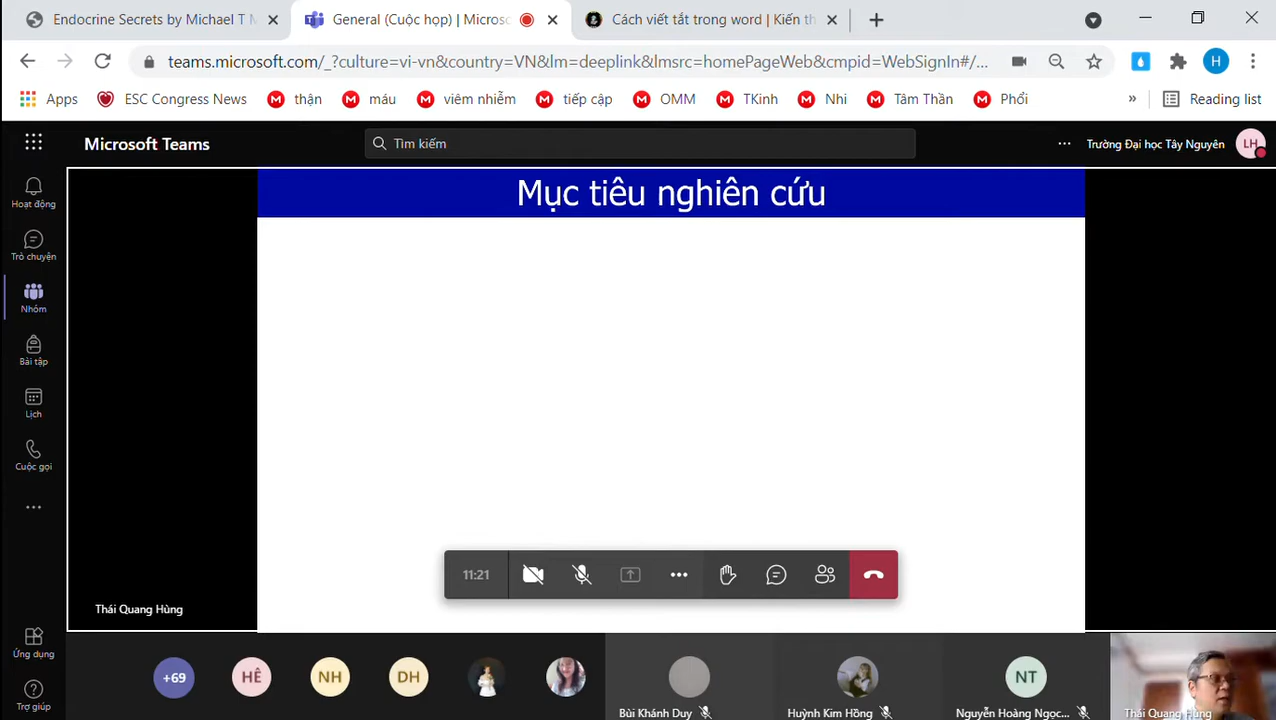 Endocrine Secrets by Michael T M
General (Cuộc họp) | Microso
Cách viết tắt trong word | Kiến th
teams.microsoft.com/_?culture=vi-vn&country=VN&lm=deeplink&lmsrc=homePageWeb&cmpid=WebSignIn#/...
H
Apps
ESC Congress News
thận
máu
viêm nhiễm
tiếp cập
OMM
TKinh
Nhi
Tâm Thần
Phổi
»
Reading list
Microsoft Teams
Tìm kiếm
Trường Đại học Tây Nguyên
LH
Hoạt động
Trò chuyện
Nhóm
Bài tập
Lịch
Cuộc gọi
Ứng dụng
Trợ giúp
Mục tiêu nghiên cứu
11:21
Thái Quang Hùng
+69
HÊ
NH
DH
NT
Bùi Khánh Duy
Huỳnh Kim Hồng
Nguyễn Hoàng Ngọc...
Thái Quang Hùng